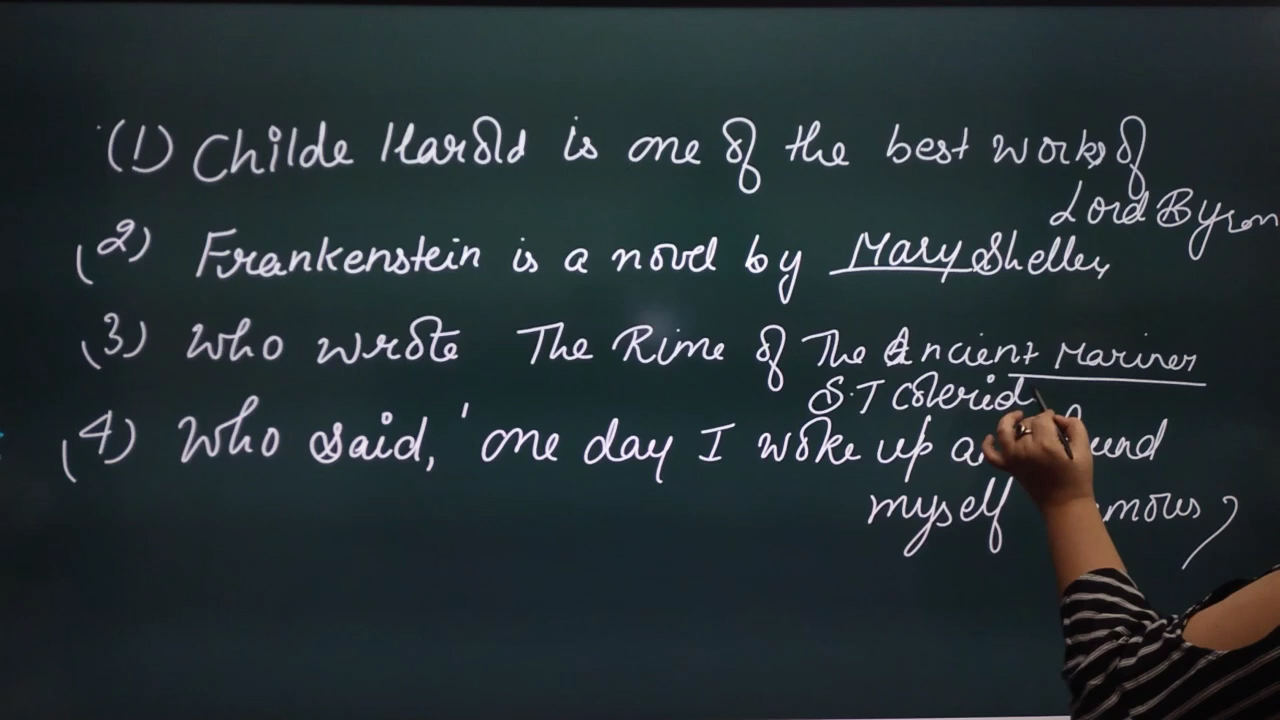 (1) Childe Harold is one of the best works of
Lord Byron
(2) Frankenstein is a novel by Mary Shelley
(3) Who wrote The Rime of The Ancient Mariner
S.T Colerid
(4) Who said, 'one day I woke up
myself